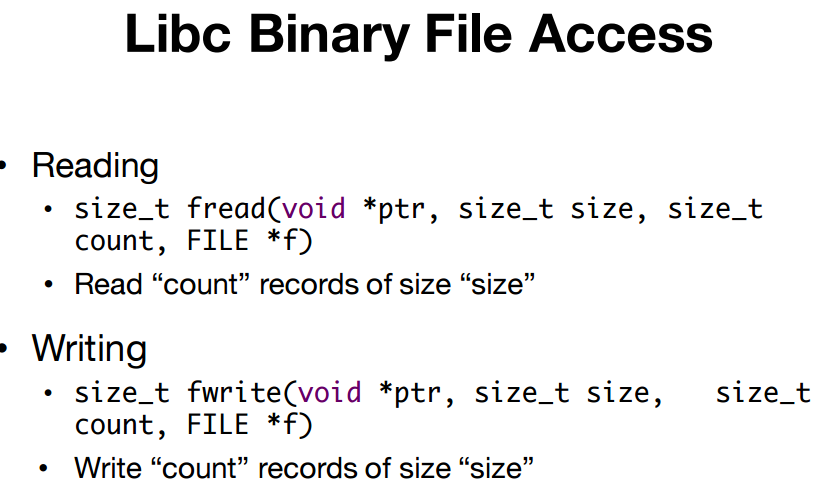 Libc Binary File Access
• Reading
• size_t fread(void *ptr, size_t size, size_t
count, FILE *f)
• Read “count” records of size “size”
• Writing
• size_t fwrite(void *ptr, size_t size,   size_t
count, FILE *f)
• Write “count” records of size “size”